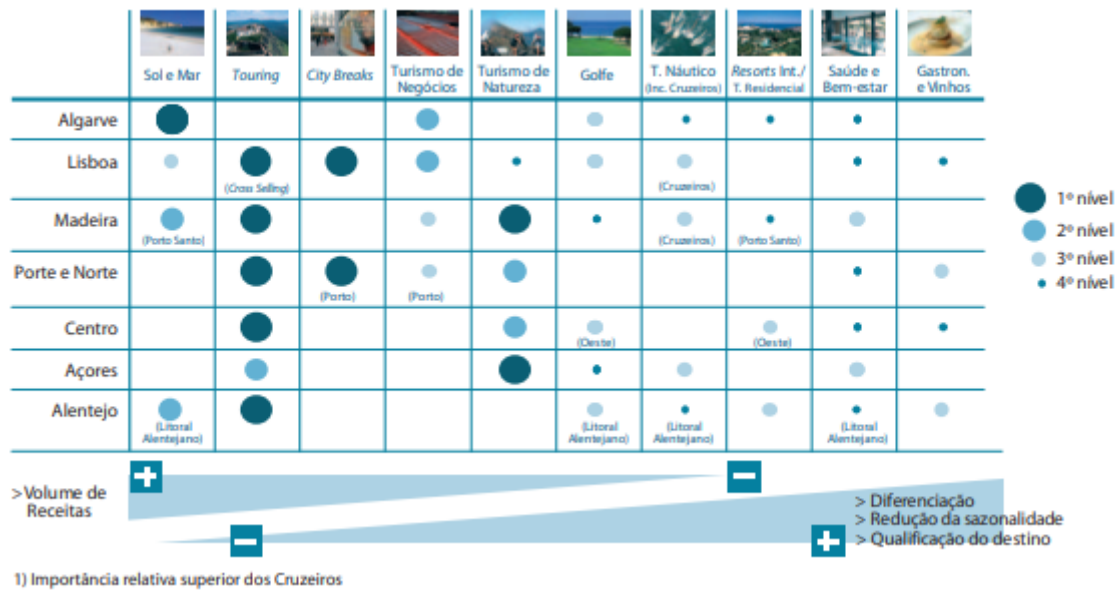 Sol e Mar
Touring
City Breaks
Turismo de
Negócios
Turismo de
Natureza
Golfe
T. Náutico
(Inc. Cruzeiros)
Resorts Int./
T. Residencial
Saúde e
Bem-estar
Gastron.
e Vinhos
Algarve
Lisboa
(Cross Selling)
(Cruzeiros)
Madeira
(Porto Santo)
(Cruzeiros)
(Porto Santo)
Porte e Norte
(Porto)
(Porto)
Centro
(Oeste)
(Oeste)
Açores
Alentejo
(Litoral
Alentejano)
(Litoral
Alentejano)
(Litoral
Alentejano)
(Litoral
Alentejano)
1º nível
2º nível
3º nível
4º nível
> Volume de
Receitas
> Diferenciação
> Redução da sazonalidade
> Qualificação do destino
1) Importância relativa superior dos Cruzeiros